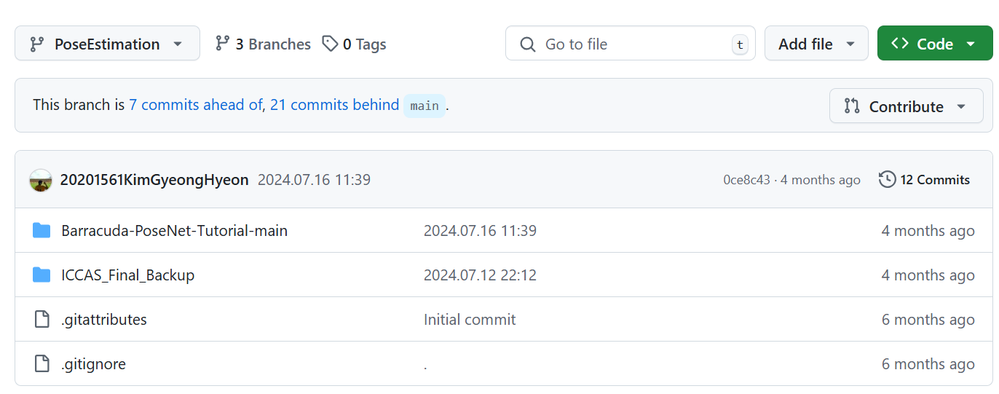 PoseEstimation 3 Branches 0 Tags Go to file t Add file Code
This branch is 7 commits ahead of, 21 commits behind main .
Contribute
20201561KimGyeongHyeon 2024.07.16 11:39 0ce8c43 · 4 months ago 12 Commits
Barracuda-PoseNet-Tutorial-main 2024.07.16 11:39 4 months ago
ICCAS_Final_Backup 2024.07.12 22:12 4 months ago
.gitattributes Initial commit 6 months ago
.gitignore . 6 months ago